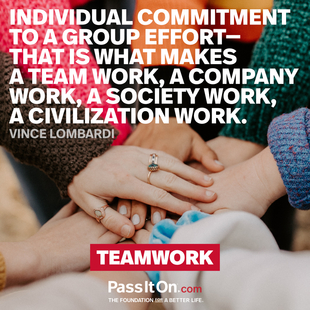 INDIVIDUAL COMMITMENT
TO A GROUP EFFORT—
THAT IS WHAT MAKES
A TEAM WORK, A COMPANY
WORK, A SOCIETY WORK,
A CIVILIZATION WORK.
VINCE LOMBARDI
TEAMWORK
PassItOn.com
THE FOUNDATION FOR A BETTER LIFE.